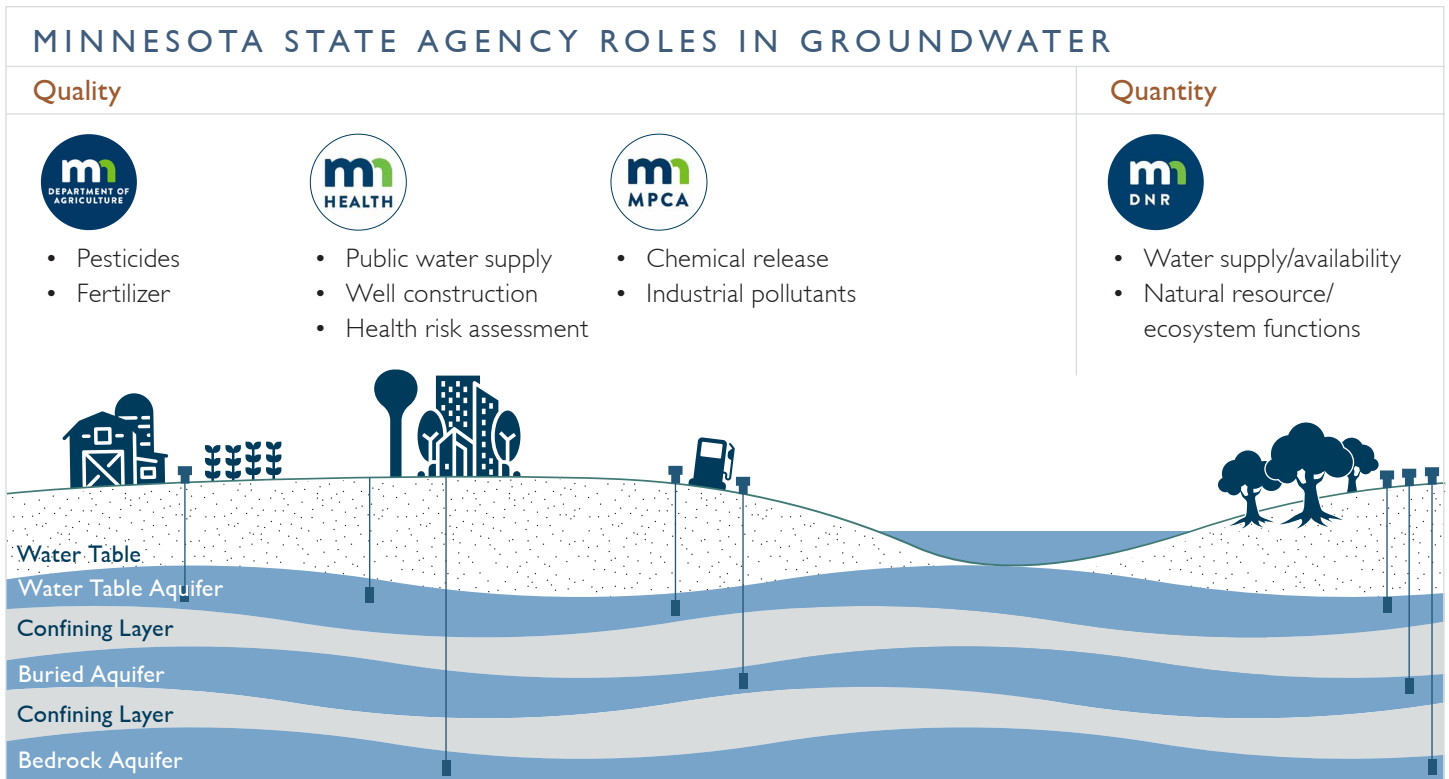 MINNESOTA STATE AGENCY ROLES IN GROUNDWATER
Quality
Quantity
mn
DEPARTMENT OF
AGRICULTURE
• Pesticides
• Fertilizer
mn
HEALTH
• Public water supply
• Well construction
• Health risk assessment
mn
MPCA
• Chemical release
• Industrial pollutants
mn
DNR
• Water supply/availability
• Natural resource/
ecosystem functions
Water Table
Water Table Aquifer
Confining Layer
Buried Aquifer
Confining Layer
Bedrock Aquifer